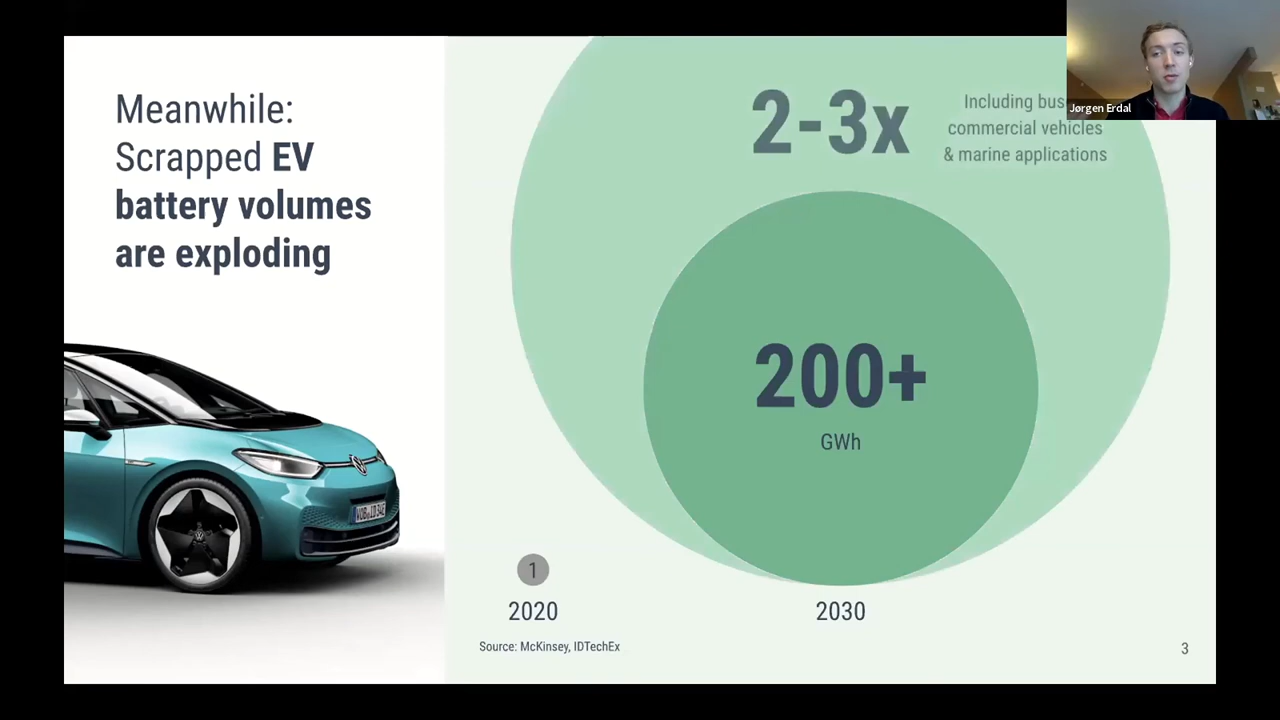 Meanwhile:
Scrapped EV
battery volumes
are exploding
2-3x
Including
commercial vehicles
& marine applications
Jørgen Erdal
200+
GWh
1
2020
2030
Source: McKinsey, IDTechEx
3